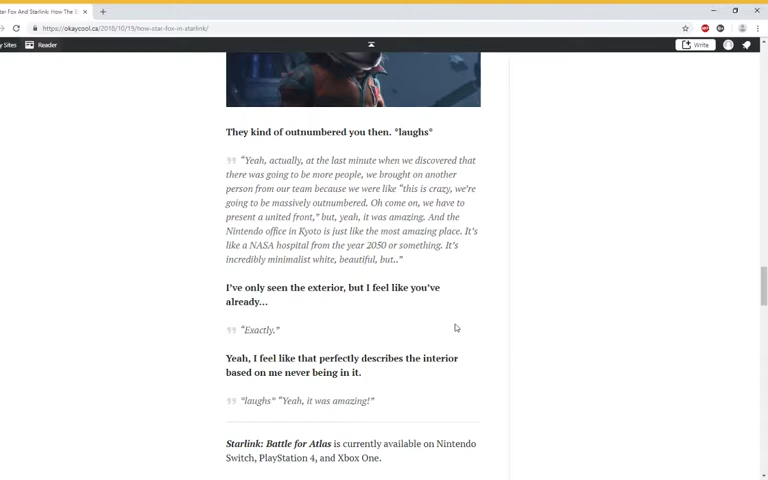 tar Fox And Starlink: How The S
https://okaycool.ca/2018/10/19/how-star-fox-in-starlink/
y Sites Reader Write
They kind of outnumbered you then. *laughs*
“Yeah, actually, at the last minute when we discovered that
there was going to be more people, we brought on another
person from our team because we were like “this is crazy, we’re
going to be massively outnumbered. Oh come on, we have to
present a united front,” but, yeah, it was amazing. And the
Nintendo office in Kyoto is just like the most amazing place. It’s
like a NASA hospital from the year 2050 or something. It’s
incredibly minimalist white, beautiful, but..”
I’ve only seen the exterior, but I feel like you’ve
already…
“Exactly.”
Yeah, I feel like that perfectly describes the interior
based on me never being in it.
*laughs* “Yeah, it was amazing!”
Starlink: Battle for Atlas is currently available on Nintendo
Switch, PlayStation 4, and Xbox One.